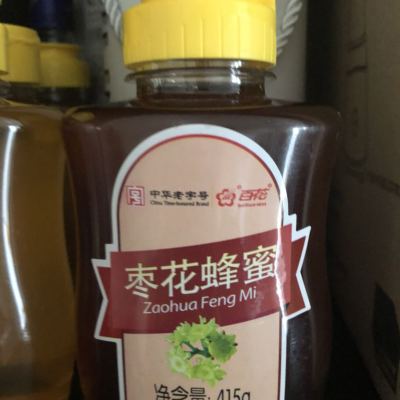 中华老字号 百花
China Time-honored Brand
枣花蜂蜜
Zaohua Feng Mi
净含量: 415g